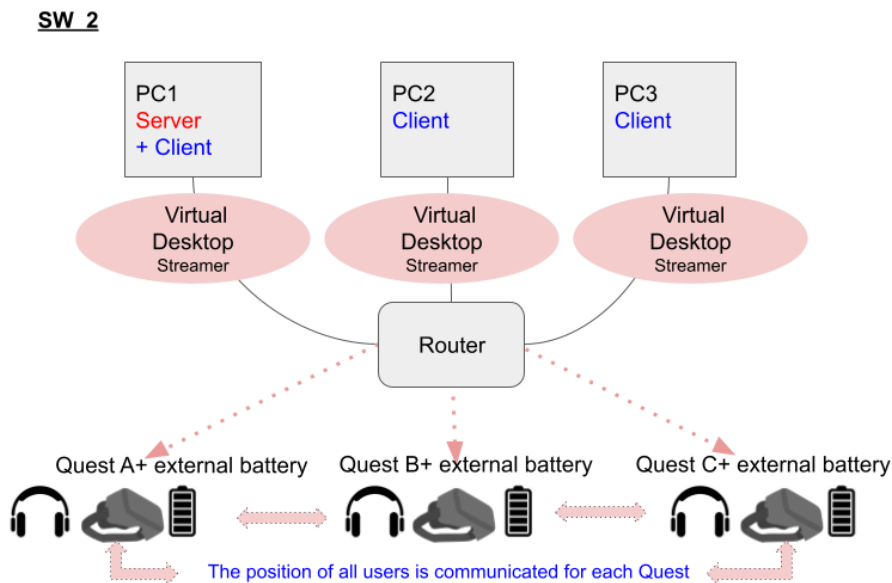 SW_2
PC1
Server
+ Client
PC2
Client
PC3
Client
Virtual
Desktop
Streamer
Virtual
Desktop
Streamer
Virtual
Desktop
Streamer
Router
Quest A+ external battery
Quest B+ external battery
Quest C+ external battery
The position of all users is communicated for each Quest